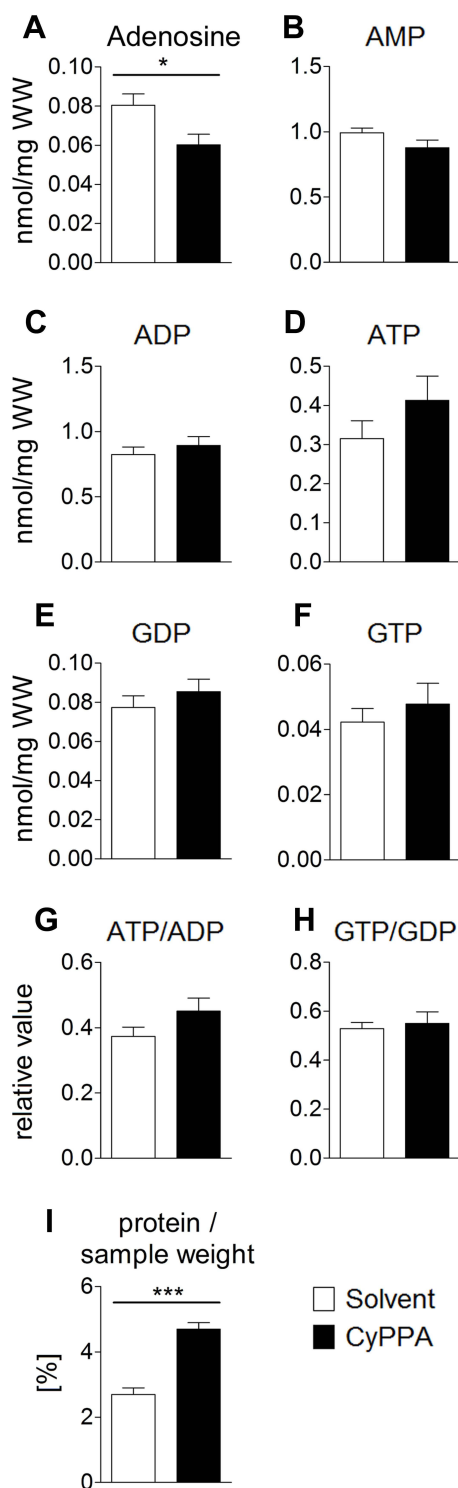 A Adenosine
*
nmol/mg WW
0.10
0.08
0.06
0.04
0.02
0.00
B AMP
1.5
1.0
0.5
0.0
C ADP
nmol/mg WW
1.5
1.0
0.5
0.0
D ATP
0.5
0.4
0.3
0.2
0.1
0.0
E GDP
nmol/mg WW
0.10
0.08
0.06
0.04
0.02
0.00
F GTP
0.06
0.04
0.02
0.00
G ATP/ADP
relative value
0.6
0.4
0.2
0.0
H GTP/GDP
0.8
0.6
0.4
0.2
0.0
I protein /
sample weight
***
[%]
6
4
2
0
Solvent
CyPPA